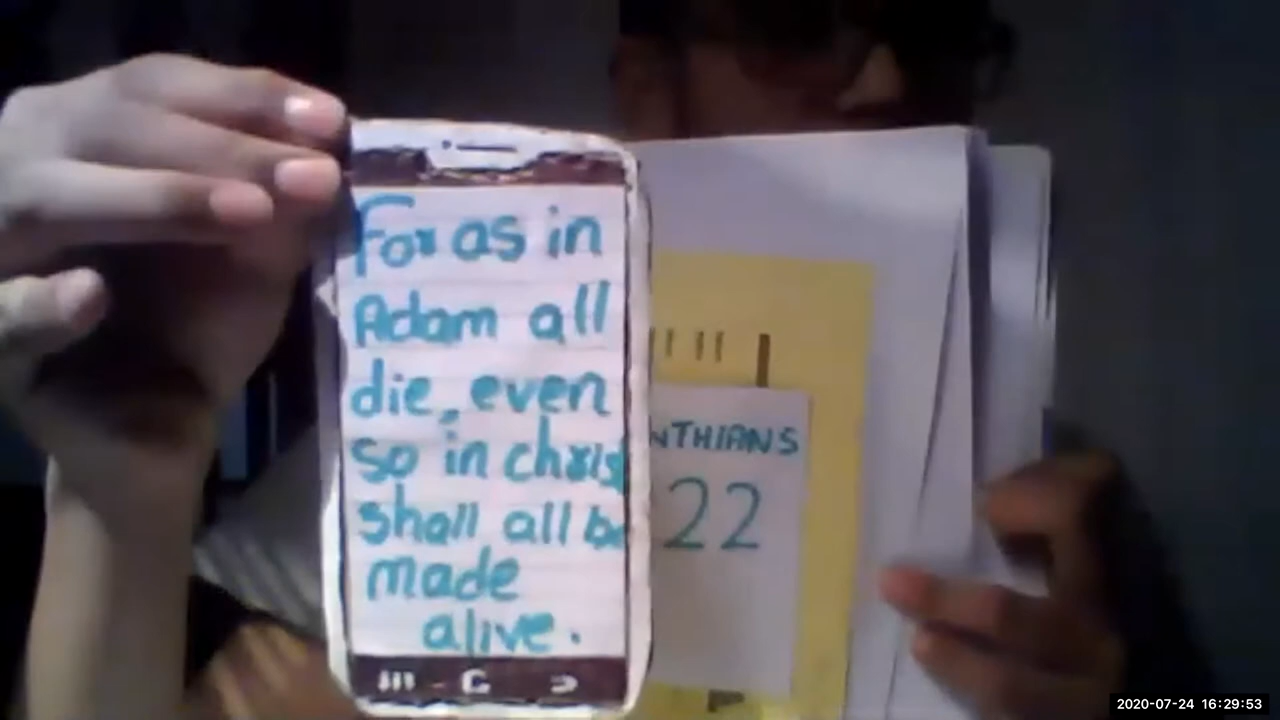 For as in
Adam all
die, even
so in chris
shall all be
made
alive.
NTHIANS
22
2020-07-24 16:29:53